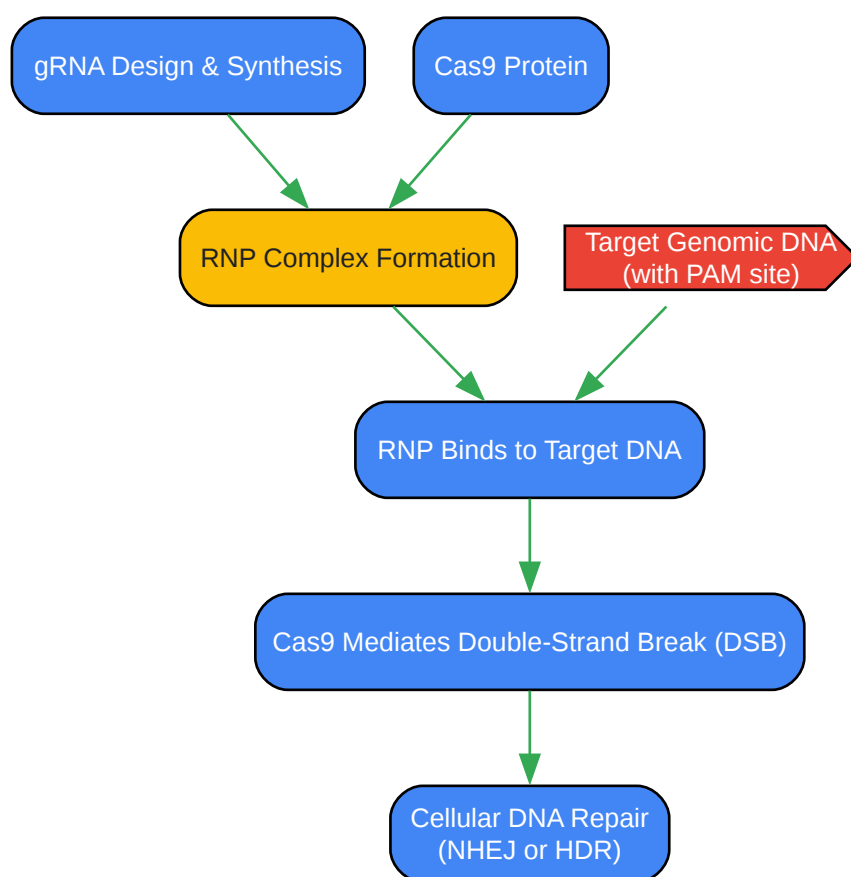 gRNA Design & Synthesis
Cas9 Protein
RNP Complex Formation
Target Genomic DNA
(with PAM site)
RNP Binds to Target DNA
Cas9 Mediates Double-Strand Break (DSB)
Cellular DNA Repair
(NHEJ or HDR)